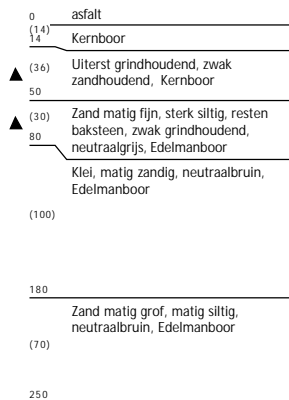 0 asfalt
(14)
14 Kernboor
(36) Uiterst grindhoudend, zwak
zandhoudend, Kernboor
50
(30) Zand matig fijn, sterk siltig, resten
baksteen, zwak grindhoudend,
80 neutraalgrijs, Edelmanboor
Klei, matig zandig, neutraalbruin,
Edelmanboor
(100)
180
Zand matig grof, matig siltig,
neutraalbruin, Edelmanboor
(70)
250